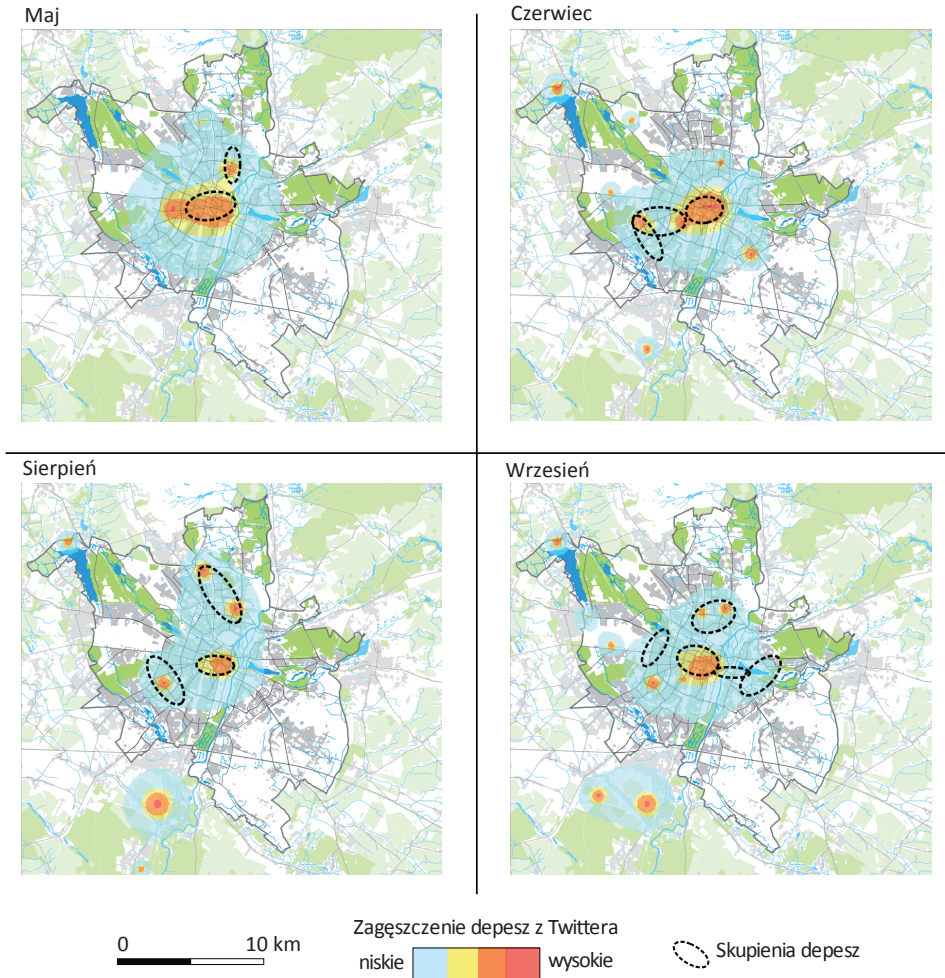 Maj
Czerwiec
Sierpień
Wrzesień
Zagęszczenie depesz z Twittera
0 10 km
niskie wysokie
Skupienia depesz